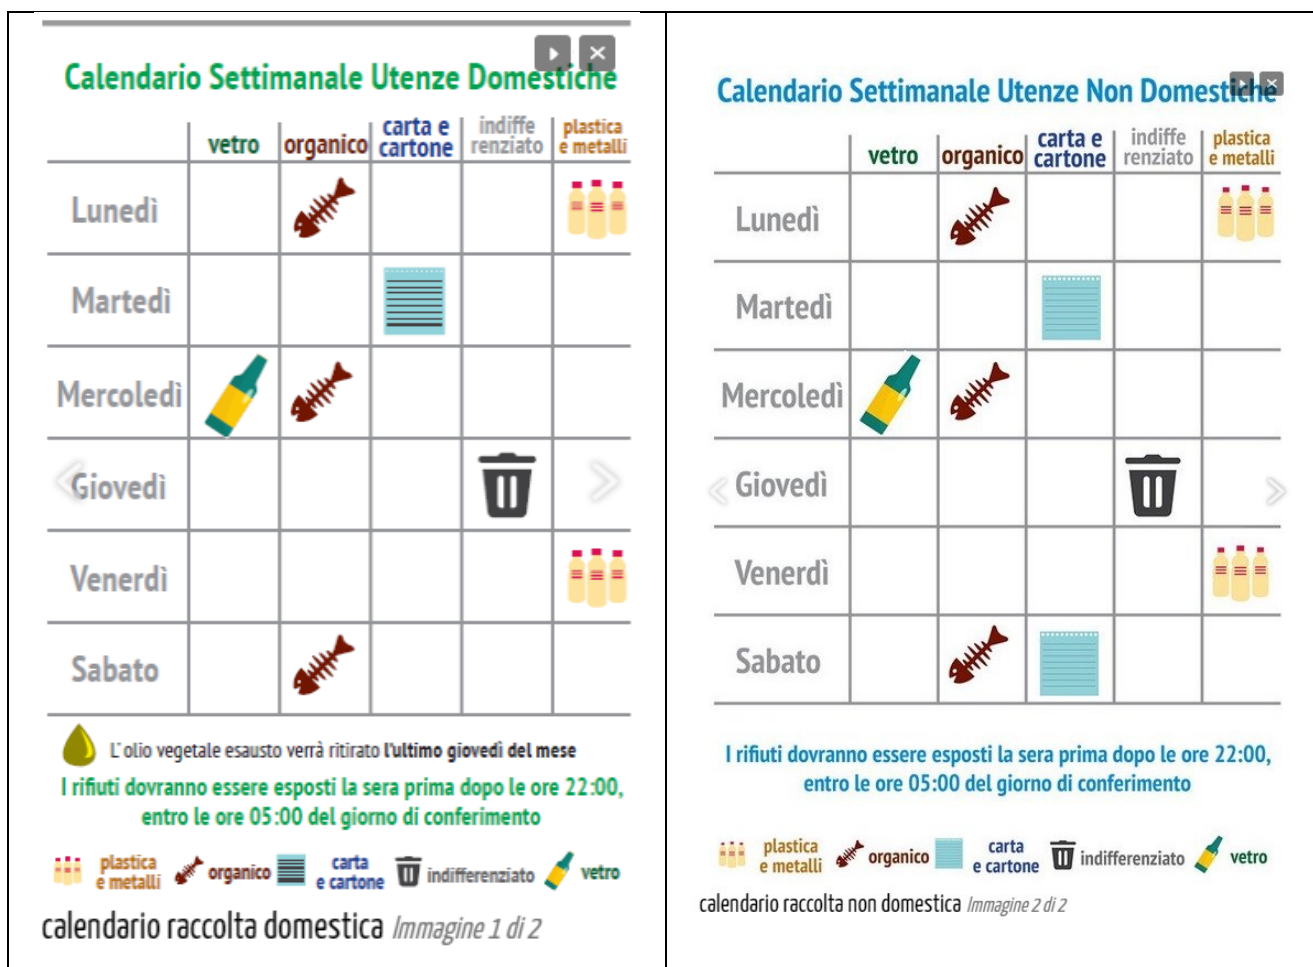 Calendario Settimanale Utenze Domestiche
vetro
organico
carta e
cartone
indiffe
renziato
plastica
e metalli
Lunedì
Martedì
Mercoledì
Giovedì
Venerdì
Sabato
L'olio vegetale esausto verrà ritirato l'ultimo giovedì del mese
I rifiuti dovranno essere esposti la sera prima dopo le ore 22:00,
entro le ore 05:00 del giorno di conferimento
plastica
e metalli
organico
carta
e cartone
indifferenziato
vetro
calendario raccolta domestica Immagine 1 di 2
Calendario Settimanale Utenze Non Domestiche
vetro
organico
carta e
cartone
indiffe
renziato
plastica
e metalli
Lunedì
Martedì
Mercoledì
Giovedì
Venerdì
Sabato
I rifiuti dovranno essere esposti la sera prima dopo le ore 22:00,
entro le ore 05:00 del giorno di conferimento
plastica
e metalli
organico
carta
e cartone
indifferenziato
vetro
calendario raccolta non domestica Immagine 2 di 2